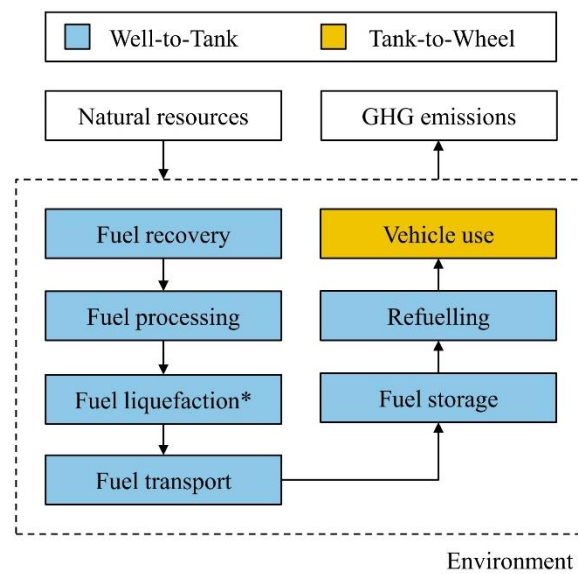 Well-to-Tank
Tank-to-Wheel
Natural resources
GHG emissions
Fuel recovery
Fuel processing
Fuel liquefaction*
Fuel transport
Vehicle use
Refuelling
Fuel storage
Environment